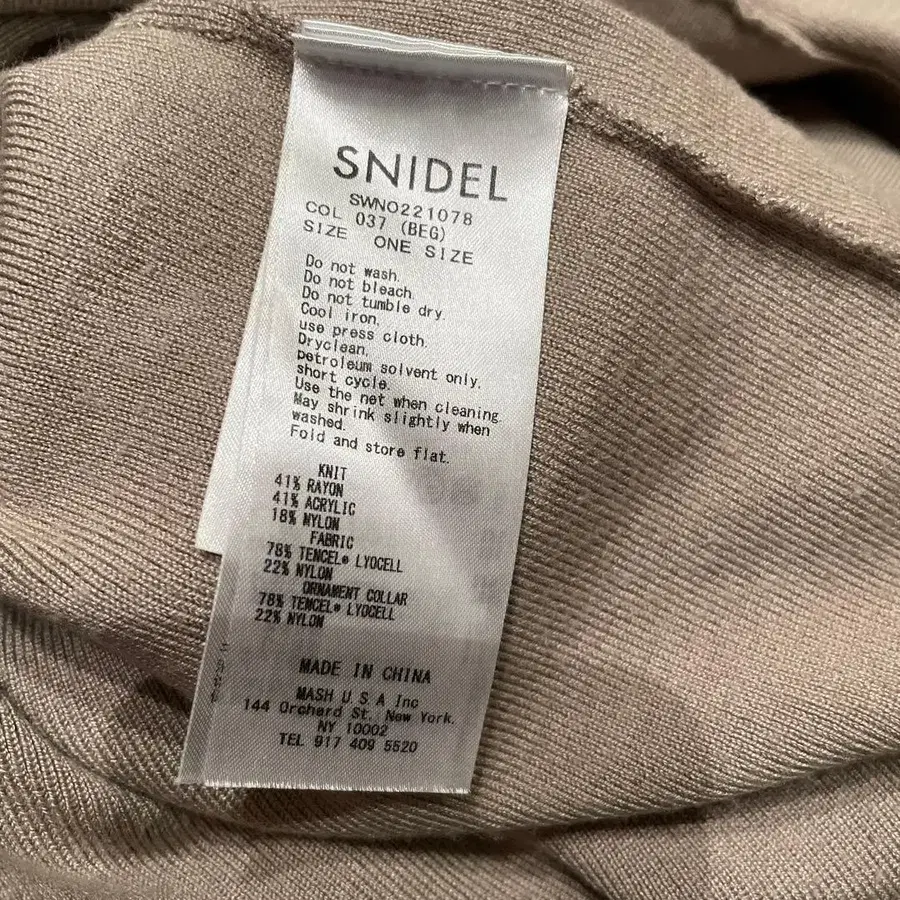 SNIDEL
SWNO221078
COL 037 (BEG)
SIZE ONE SIZE
Do not wash.
Do not bleach.
Do not tumble dry.
Cool iron.
use press cloth.
Dryclean.
petroleum solvent only.
short cycle.
Use the net when cleaning.
May shrink slightly when
washed.
Fold and store flat.
KNIT
41% RAYON
41% ACRYLIC
18% NYLON
FABRIC
78% TENCEL® LYOCELL
22% NYLON
ORNAMENT COLLAR
78% TENCEL® LYOCELL
22% NYLON
MADE IN CHINA
MASH U.S.A Inc
144 Orchard St. New York.
NY 10002
TEL 917 409 5520